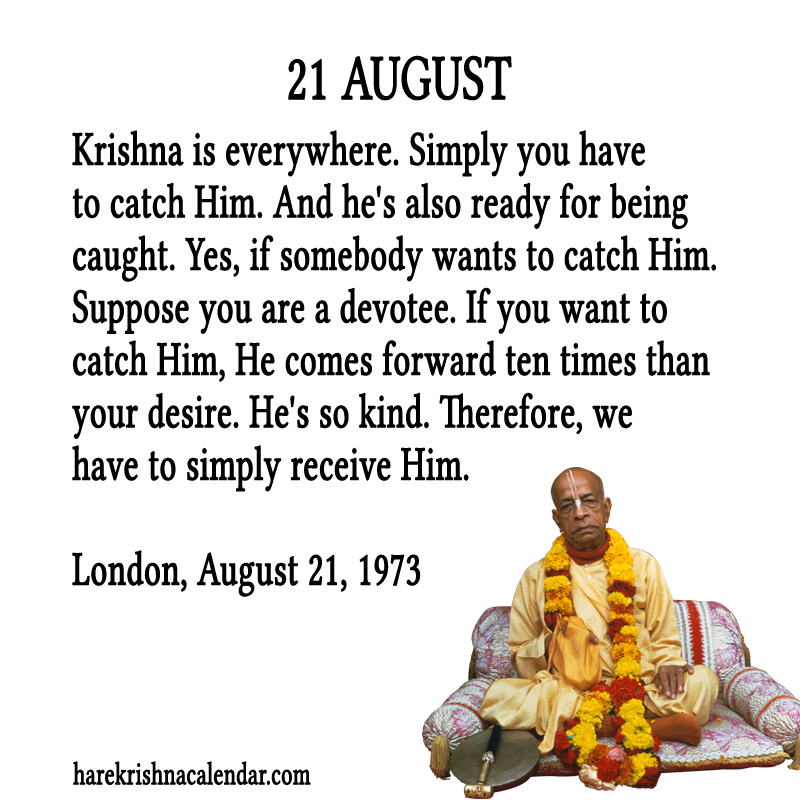 21 AUGUST
Krishna is everywhere. Simply you have
to catch Him. And he's also ready for being
caught. Yes, if somebody wants to catch Him.
Suppose you are a devotee. If you want to
catch Him, He comes forward ten times than
your desire. He's so kind. Therefore, we
have to simply receive Him.
London, August 21, 1973
harekrishnacalendar.com